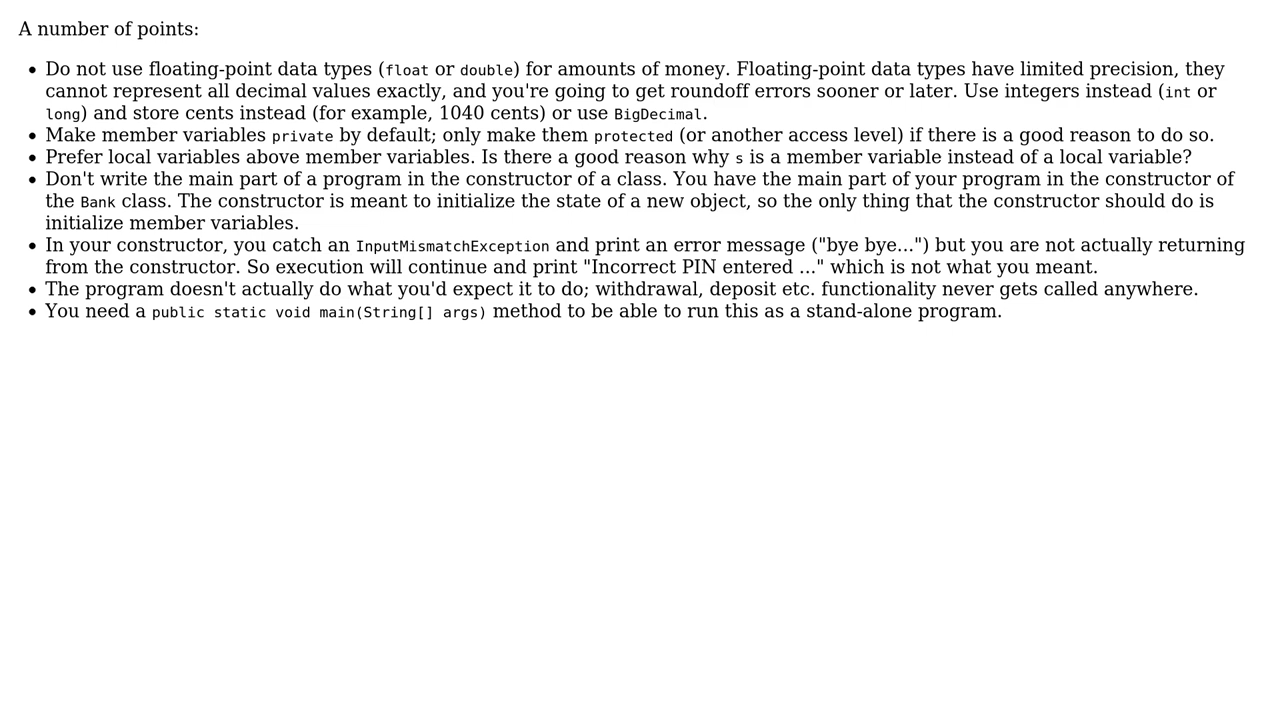 A number of points:
Do not use floating-point data types (float or double) for amounts of money. Floating-point data types have limited precision, they
cannot represent all decimal values exactly, and you're going to get roundoff errors sooner or later. Use integers instead (int or
long) and store cents instead (for example, 1040 cents) or use BigDecimal.
Make member variables private by default; only make them protected (or another access level) if there is a good reason to do so.
Prefer local variables above member variables. Is there a good reason why s is a member variable instead of a local variable?
Don't write the main part of a program in the constructor of a class. You have the main part of your program in the constructor of
the Bank class. The constructor is meant to initialize the state of a new object, so the only thing that the constructor should do is
initialize member variables.
In your constructor, you catch an InputMismatchException and print an error message ("bye bye...") but you are not actually returning
from the constructor. So execution will continue and print "Incorrect PIN entered ..." which is not what you meant.
The program doesn't actually do what you'd expect it to do; withdrawal, deposit etc. functionality never gets called anywhere.
You need a public static void main(String[] args) method to be able to run this as a stand-alone program.